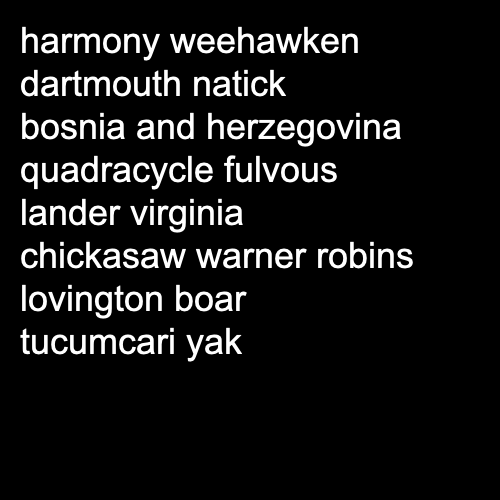 harmony weehawken
dartmouth natick
bosnia and herzegovina
quadracycle fulvous
lander virginia
chickasaw warner robins
lovington boar
tucumcari yak